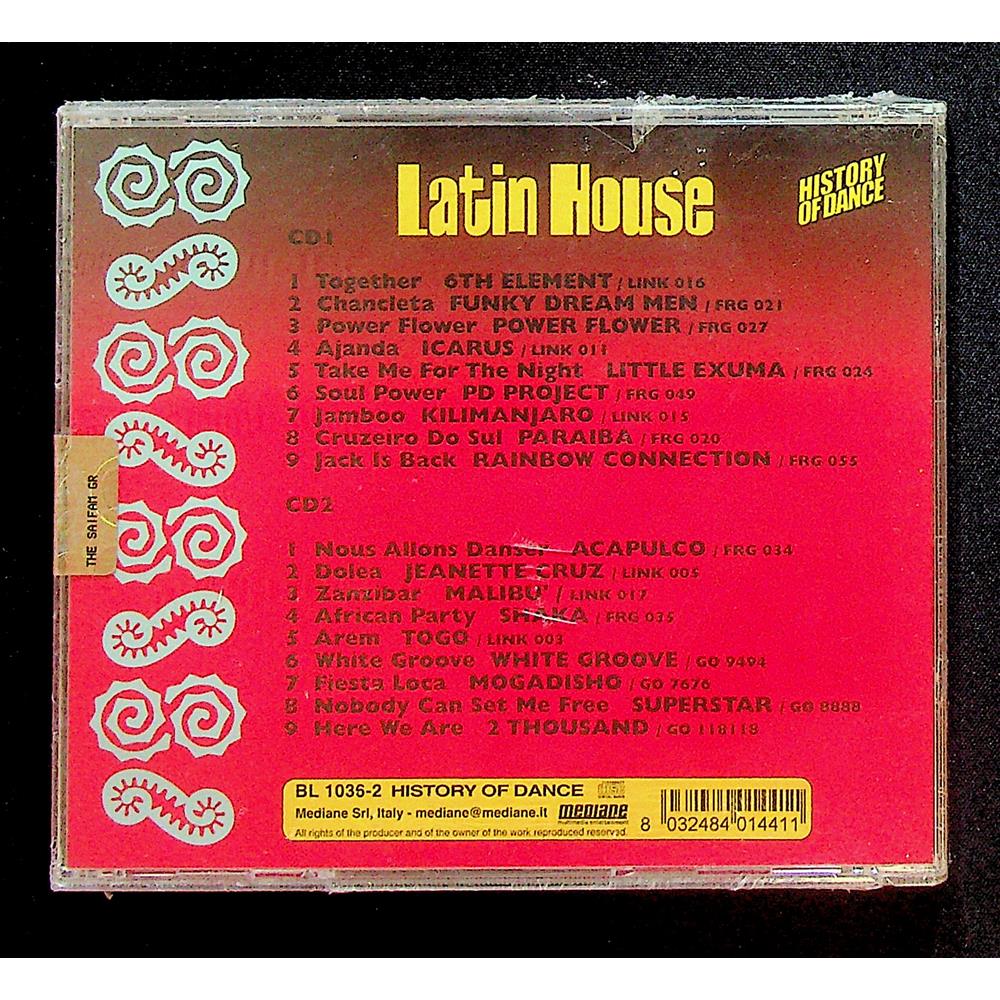 Latin House
HISTORY
OF DANCE
CD1
1 Together 6TH ELEMENT / LINK 016
2 Chancleta FUNKY DREAM MEN / FRG 021
3 Power Flower POWER FLOWER / FRG 027
4 Ajanda ICARUS / LINK 011
5 Take Me For The Night LITTLE EXUMA / FRG 024
6 Soul Power PD PROJECT / FRG 049
7 Jamboo KILIMANJARO / LINK 015
8 Cruzeiro Do Sul PARAIBA / FRG 020
9 Jack Is Back RAINBOW CONNECTION / FRG 055
CD2
1 Nous Allons Danser ACAPULCO / FRG 034
2 Dolea JEANETTE CRUZ / LINK 005
3 Zanzibar MALIBU' / LINK 017
4 African Party SHAKA / FRG 035
5 Arem TOGO / LINK 003
6 White Groove WHITE GROOVE / GO 9494
7 Fiesta Loca MOGADISHO / GO 7676
8 Nobody Can Set Me Free SUPERSTAR / GO 8888
9 Here We Are 2 THOUSAND / GO 118118
THE SAIFAM GR
BL 1036-2 HISTORY OF DANCE
Mediane Srl, Italy - mediane@mediane.it mediane
multimedia entertainment
All rights of the producer and of the owner of the work reproduced reserved.
8 032484 014411